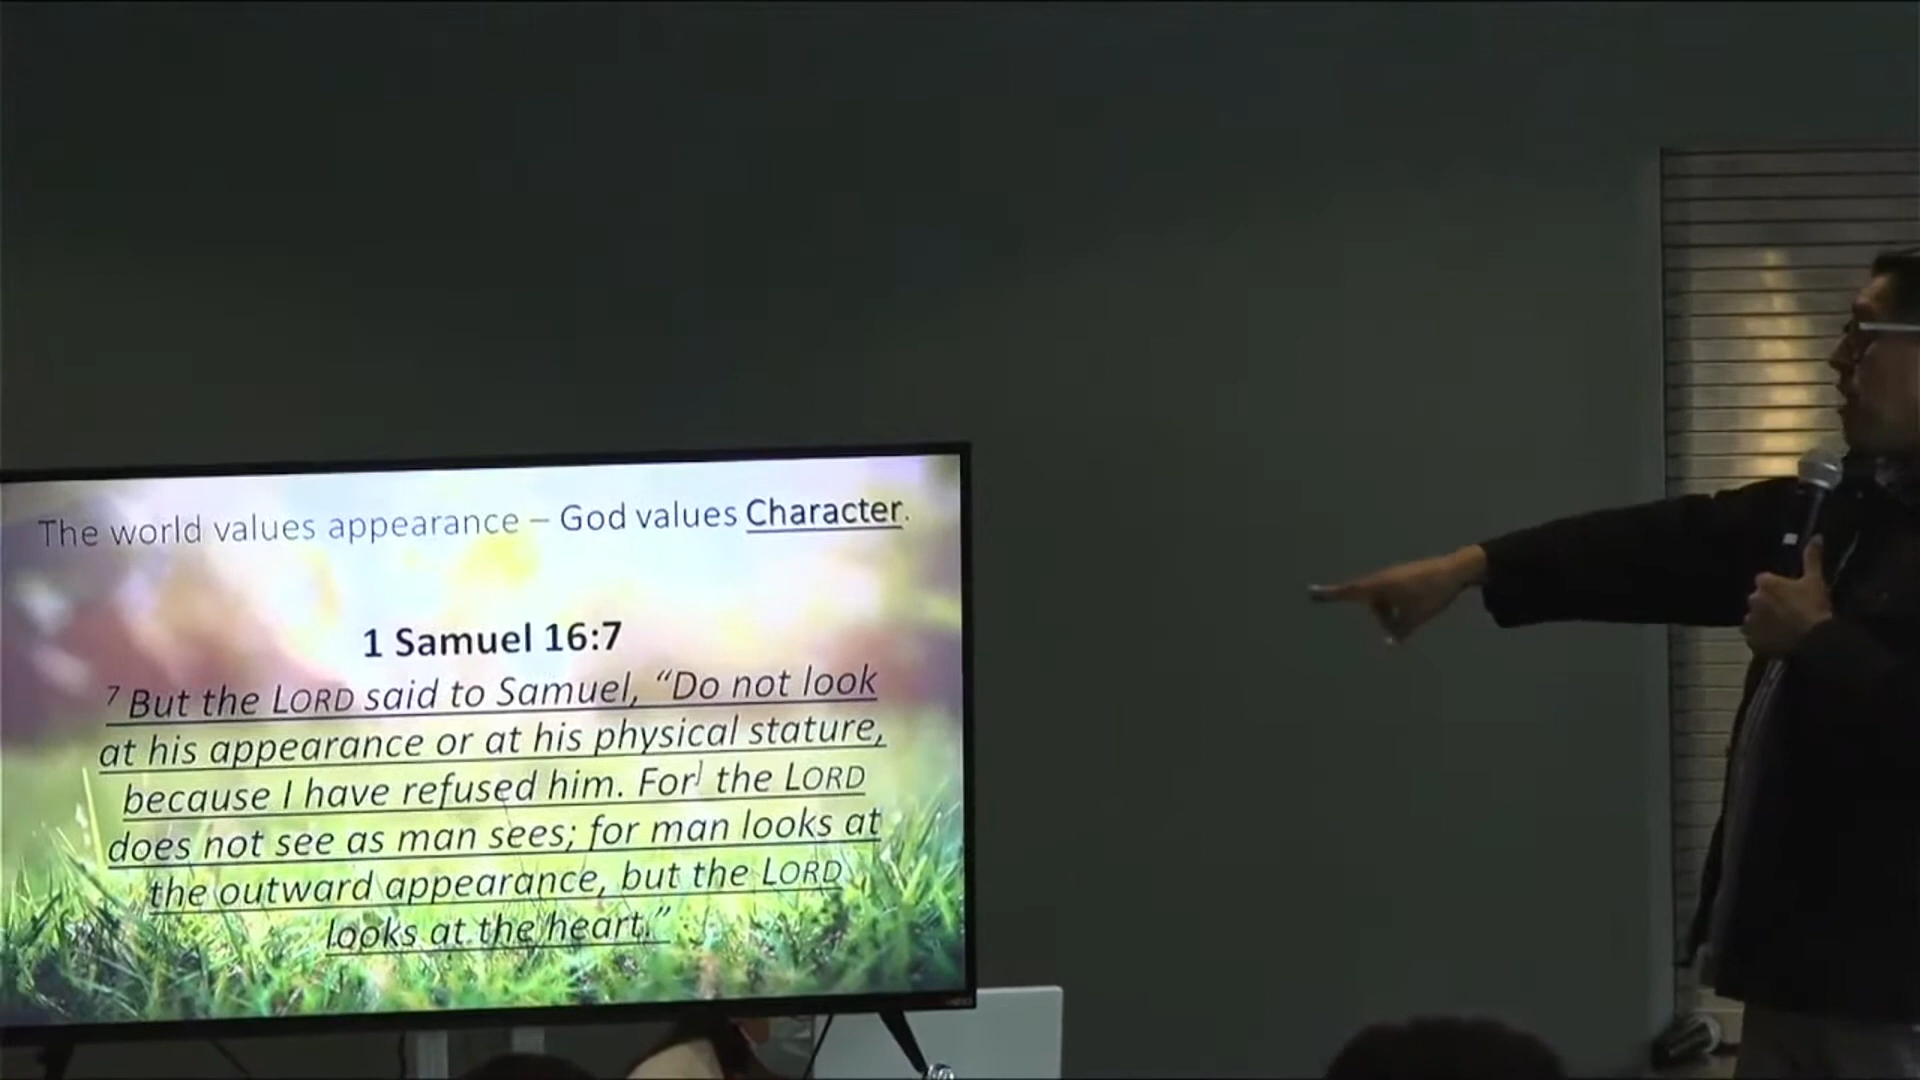 The world values appearance – God values Character.
1 Samuel 16:7
⁷ But the LORD said to Samuel, “Do not look
at his appearance or at his physical stature,
because I have refused him. For the LORD
does not see as man sees; for man looks at
the outward appearance, but the LORD
looks at the heart.”